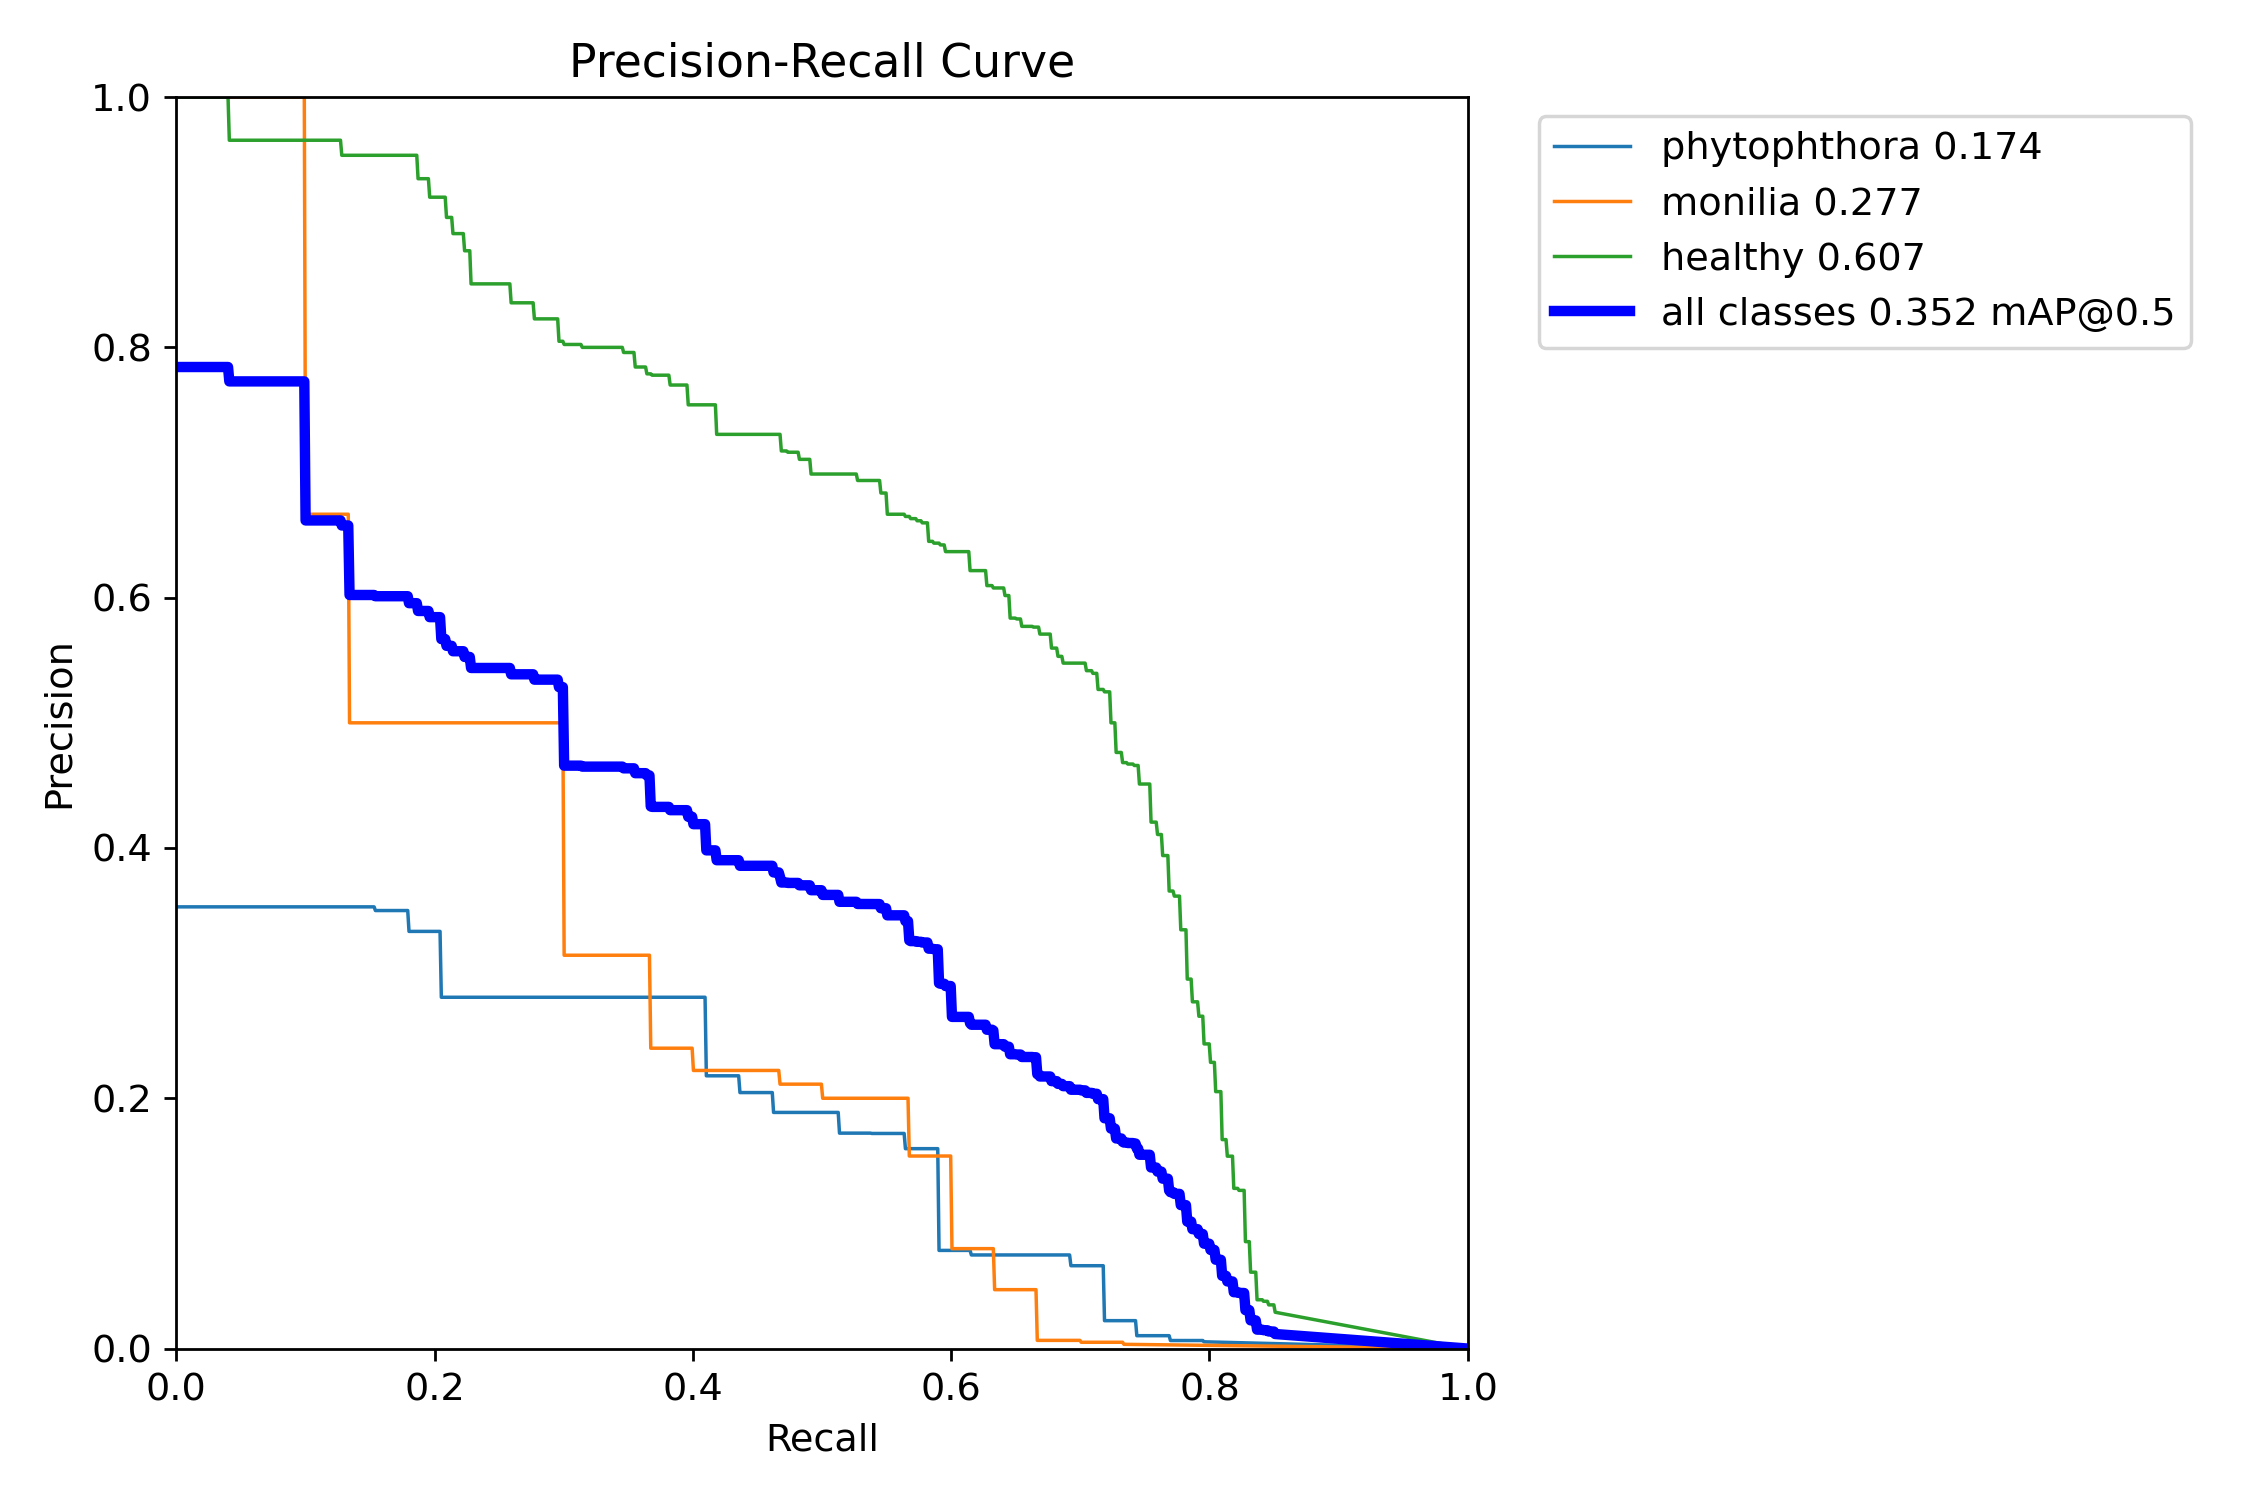 Precision-Recall Curve
1.0
0.8
0.6
0.4
0.2
0.0
Precision
0.0 0.2 0.4 0.6 0.8 1.0
Recall
phytophthora 0.174
monilia 0.277
healthy 0.607
all classes 0.352 mAP@0.5